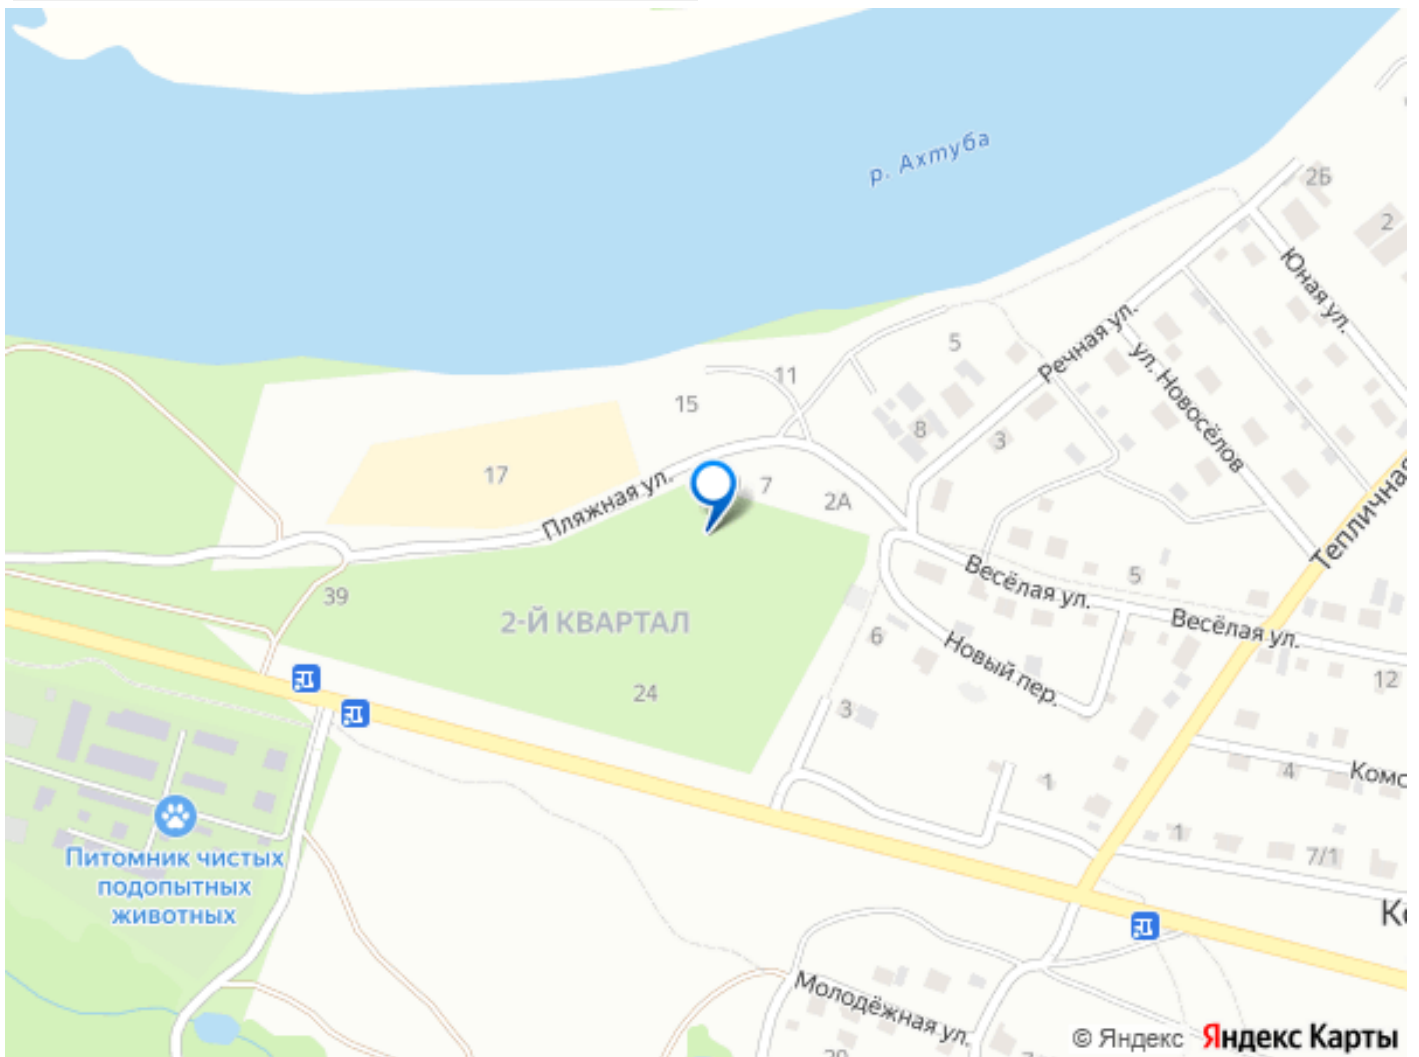 р. Ахтуба
2Б
2
Юная ул.
5
Речная ул.
ул. Новосёлов
11
15
8
3
17
7
2А
Пляжная ул.
Тепличная
Весёлая ул.
5
39
2-Й КВАРТАЛ
6
Весёлая ул.
Новый пер.
24
12
3
4
Комс
1
1
7/1
Питомник чистых
подопытных
животных
Молодёжная ул.
© Яндекс Яндекс Карты